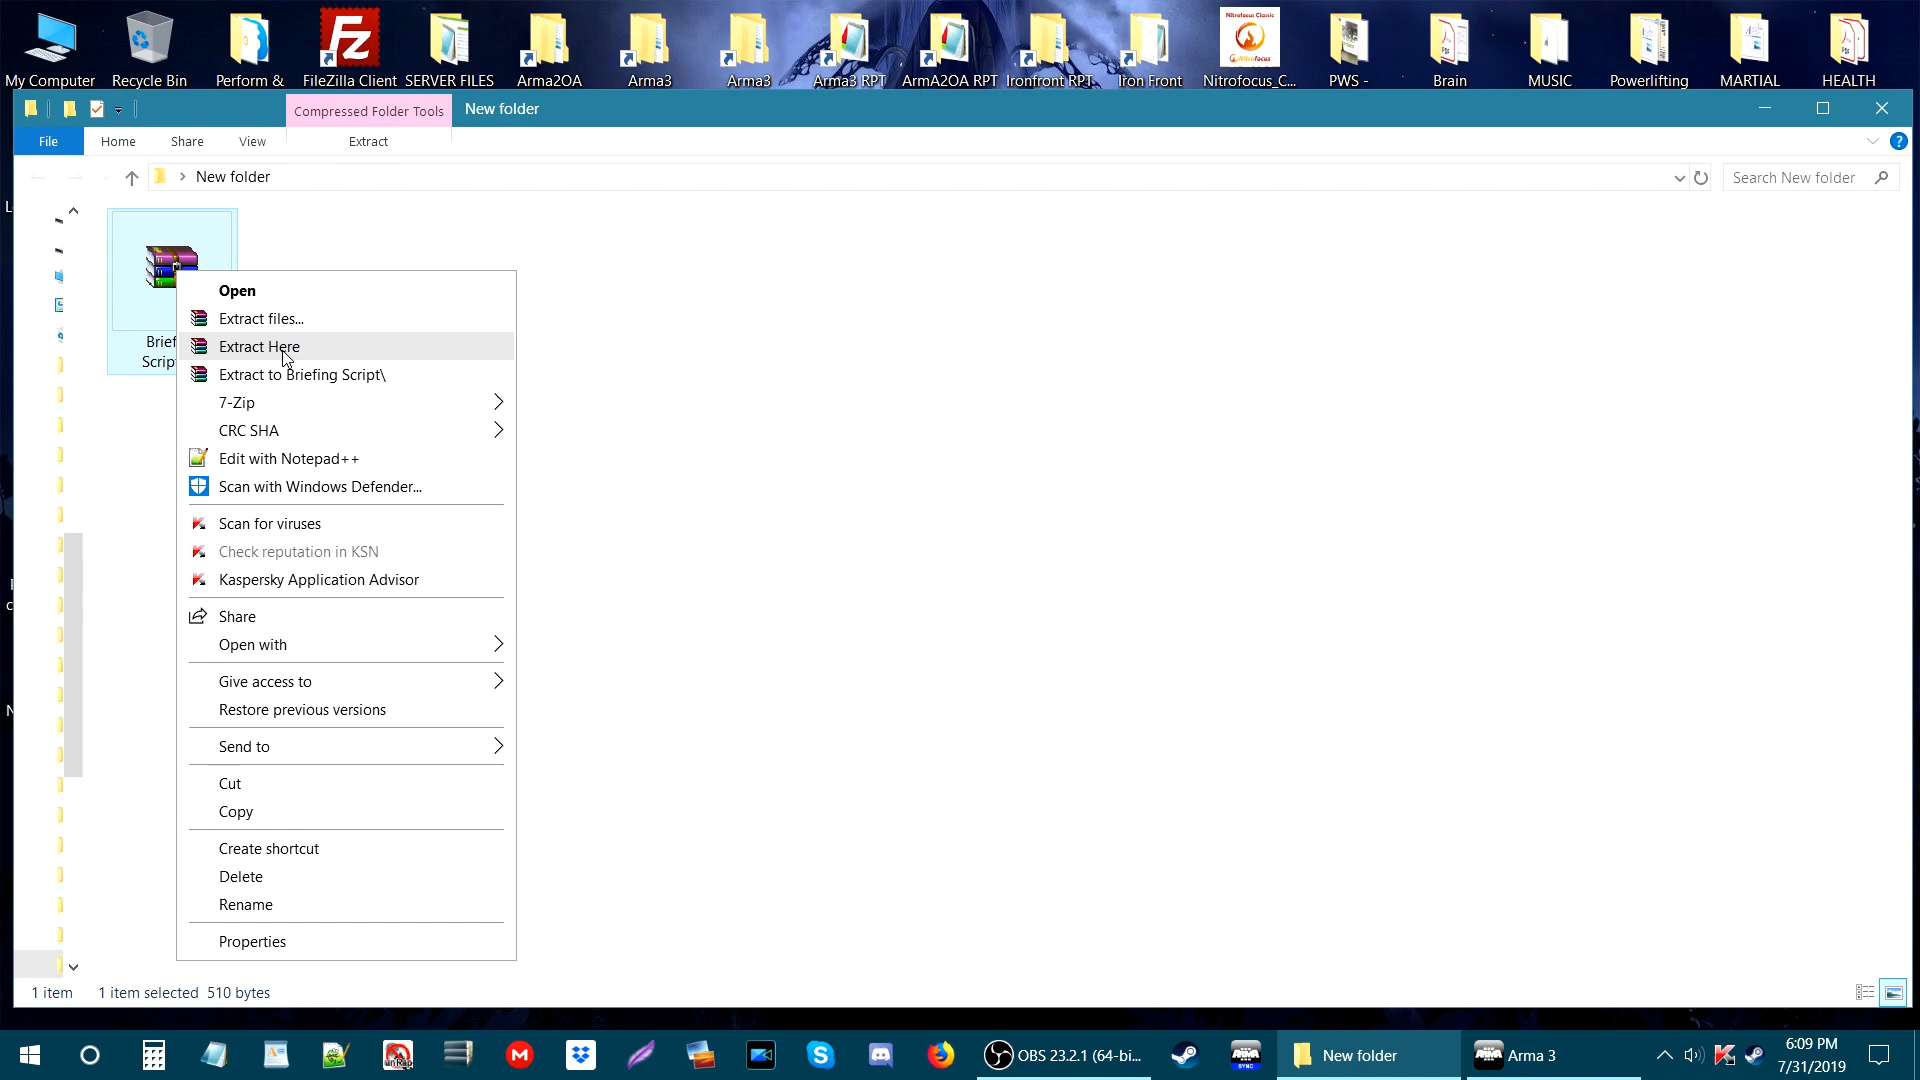 My Computer
Recycle Bin
Perform &
FileZilla Client
SERVER FILES
Arma2OA
Arma3
Arma3
Arma3 RPT
ArmA2OA RPT
Ironfront RPT
Iron Front
Nitrofocus Classic
Nitrofocus
Nitrofocus_C...
PWS -
Brain
MUSIC
Powerlifting
MARTIAL
HEALTH
Compressed Folder Tools
New folder
File
Home
Share
View
Extract
New folder
Search New folder
Brief
Script
Open
Extract files...
Extract Here
Extract to Briefing Script\
7-Zip
CRC SHA
Edit with Notepad++
Scan with Windows Defender...
Scan for viruses
Check reputation in KSN
Kaspersky Application Advisor
Share
Open with
Give access to
Restore previous versions
Send to
Cut
Copy
Create shortcut
Delete
Rename
Properties
1 item
1 item selected 510 bytes
OBS 23.2.1 (64-bi...
New folder
Arma 3
6:09 PM
7/31/2019